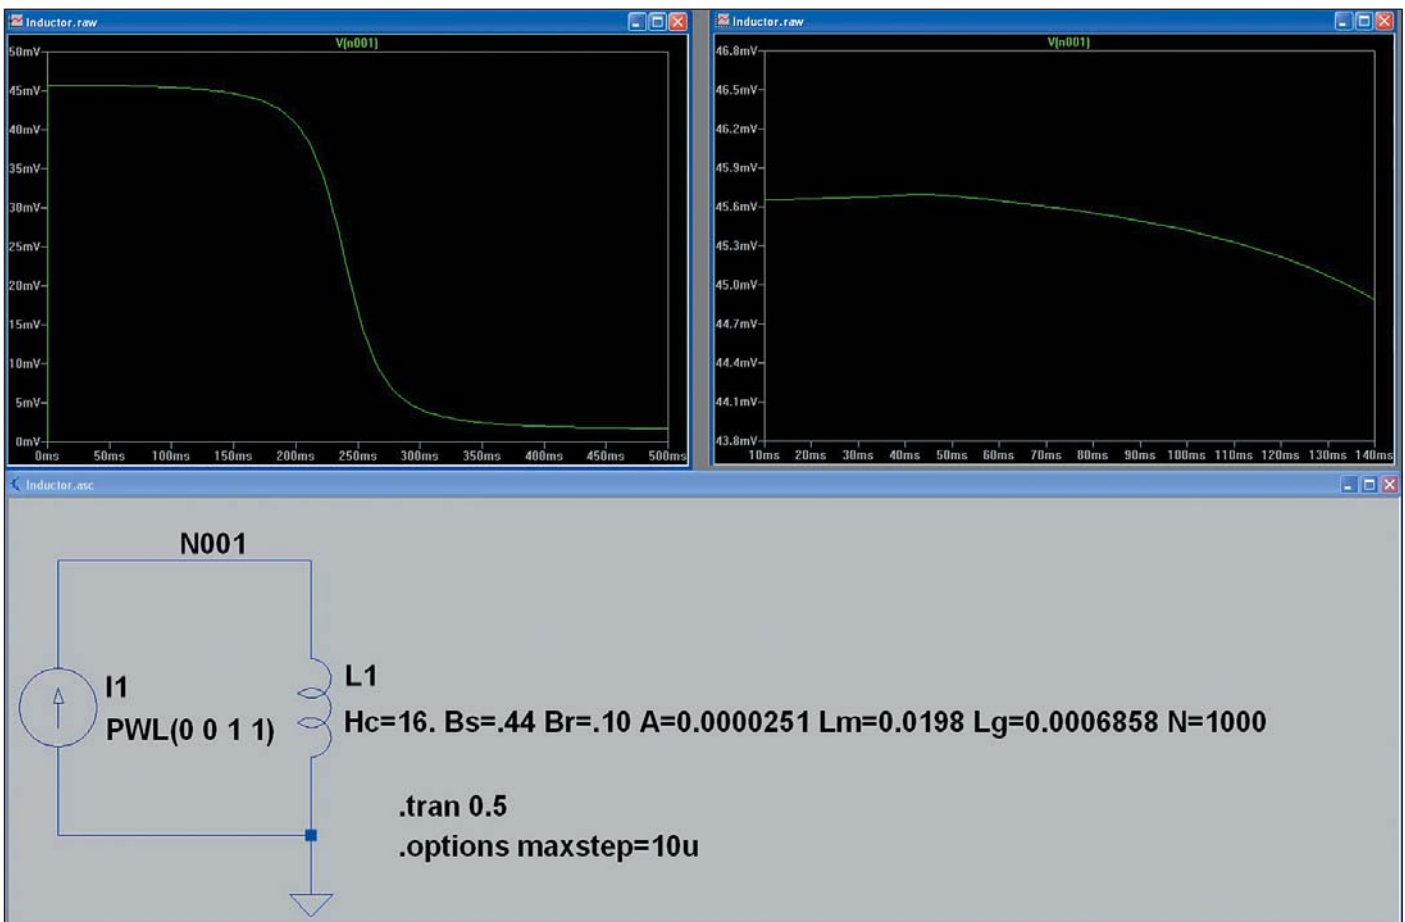 Inductor.raw
V(n001)
50mV
45mV
40mV
35mV
30mV
25mV
20mV
15mV
10mV
5mV
0mV
0ms 50ms 100ms 150ms 200ms 250ms 300ms 350ms 400ms 450ms 500ms
Inductor.raw
V(n001)
46.8mV
46.5mV
46.2mV
45.9mV
45.6mV
45.3mV
45.0mV
44.7mV
44.4mV
44.1mV
43.8mV
10ms 20ms 30ms 40ms 50ms 60ms 70ms 80ms 90ms 100ms 110ms 120ms 130ms 140ms
Inductor.asc
N001
I1
PWL(0 0 1 1)
L1
Hc=16. Bs=.44 Br=.10 A=0.0000251 Lm=0.0198 Lg=0.0006858 N=1000
.tran 0.5
.options maxstep=10u